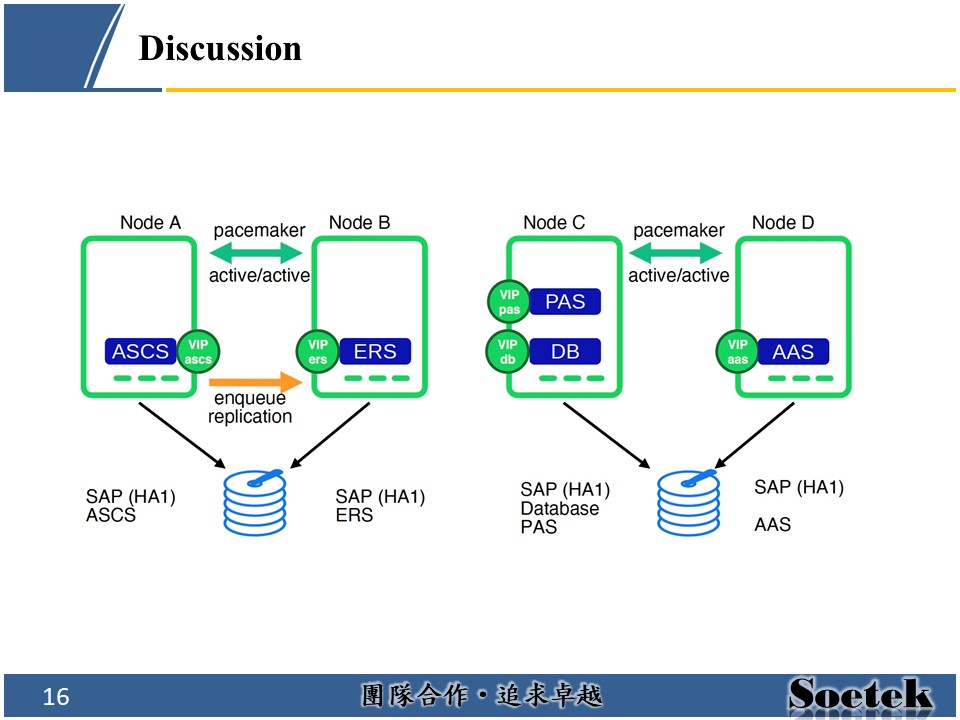 Discussion
Node A
pacemaker
Node B
active/active
ASCS
VIP
ascs
VIP
ers
ERS
enqueue
replication
SAP (HA1)
ASCS
SAP (HA1)
ERS
Node C
pacemaker
Node D
active/active
VIP
pas
PAS
VIP
db
DB
VIP
aas
AAS
SAP (HA1)
Database
PAS
SAP (HA1)
AAS
16
團隊合作・追求卓越
Soetek